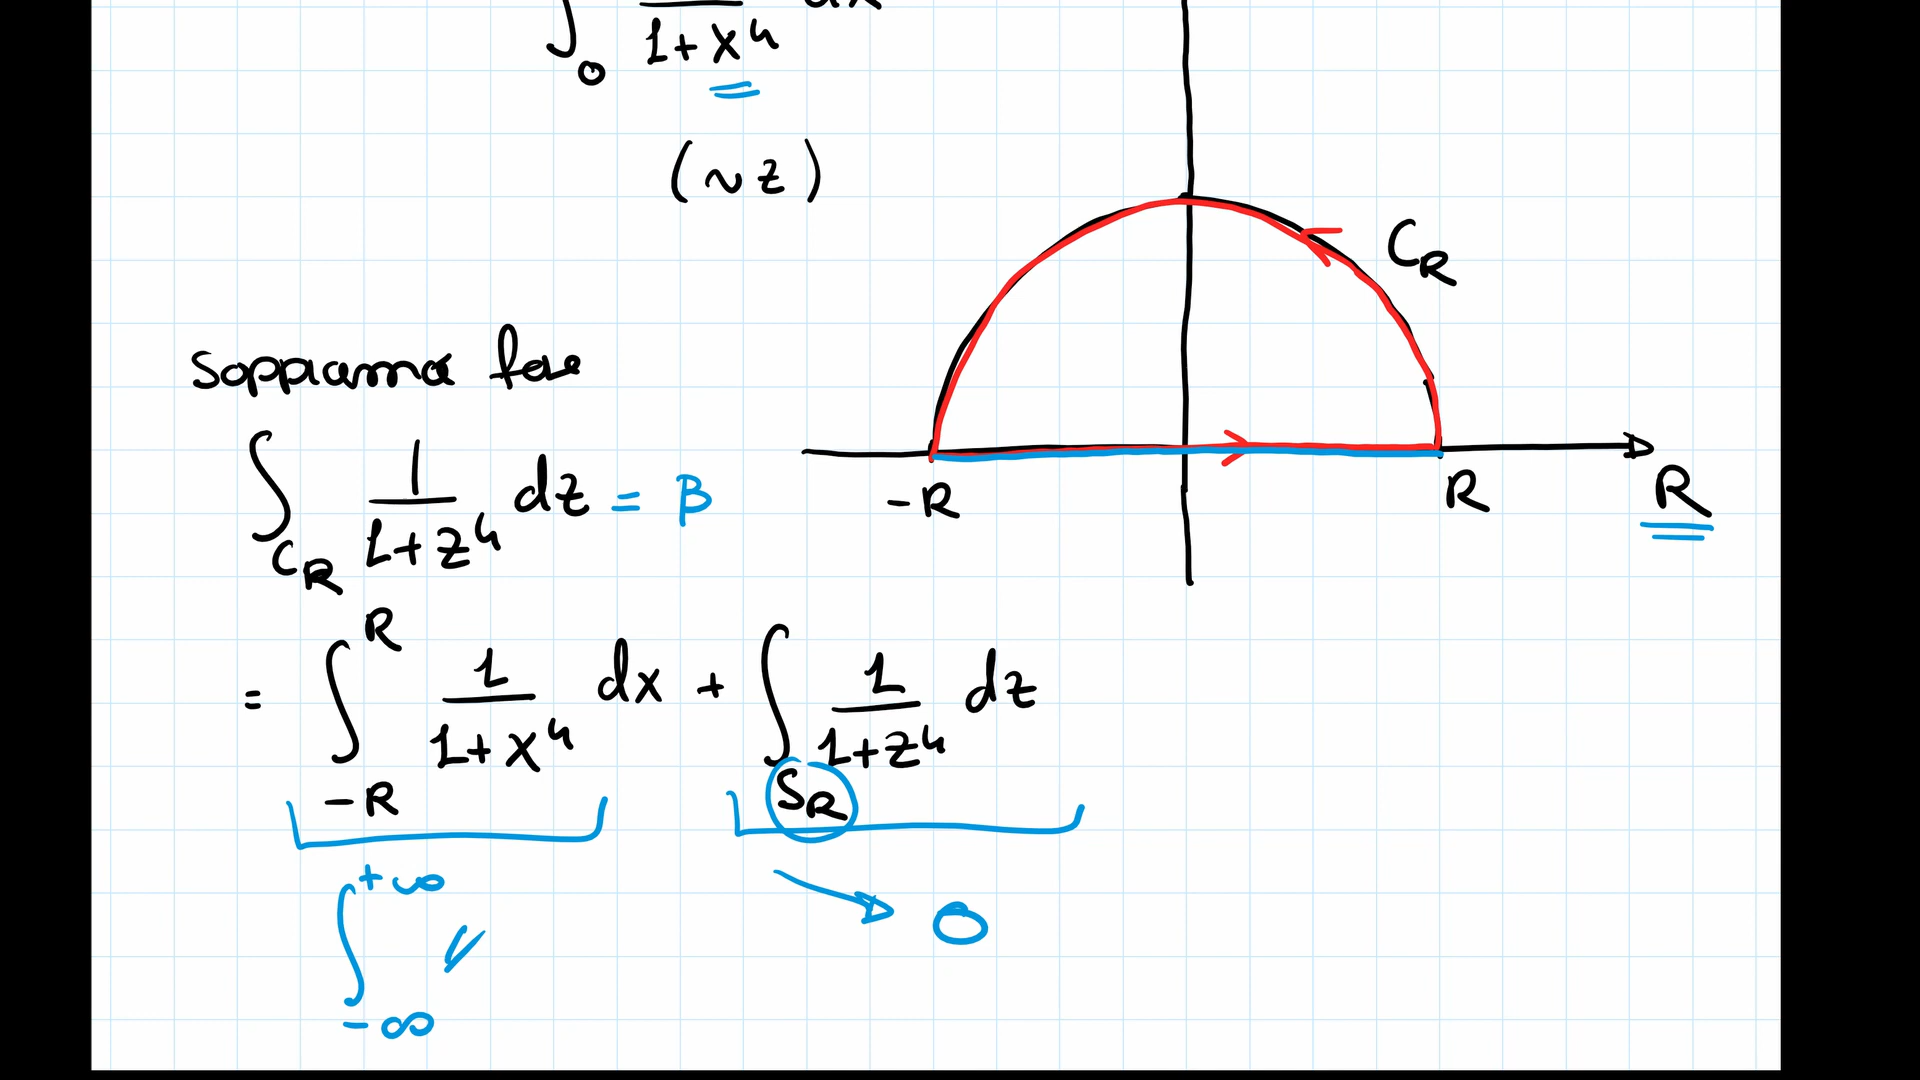 ∫₀ 1+x⁴ dx
(~z)
C_R
Sappiamo fare
∫_{C_R} 1/(1+z⁴) dz = β
-R R R
= ∫_{-R}^{R} 1/(1+x⁴) dx + ∫_{S_R} 1/(1+z⁴) dz
∫_{-∞}^{+∞} // → 0